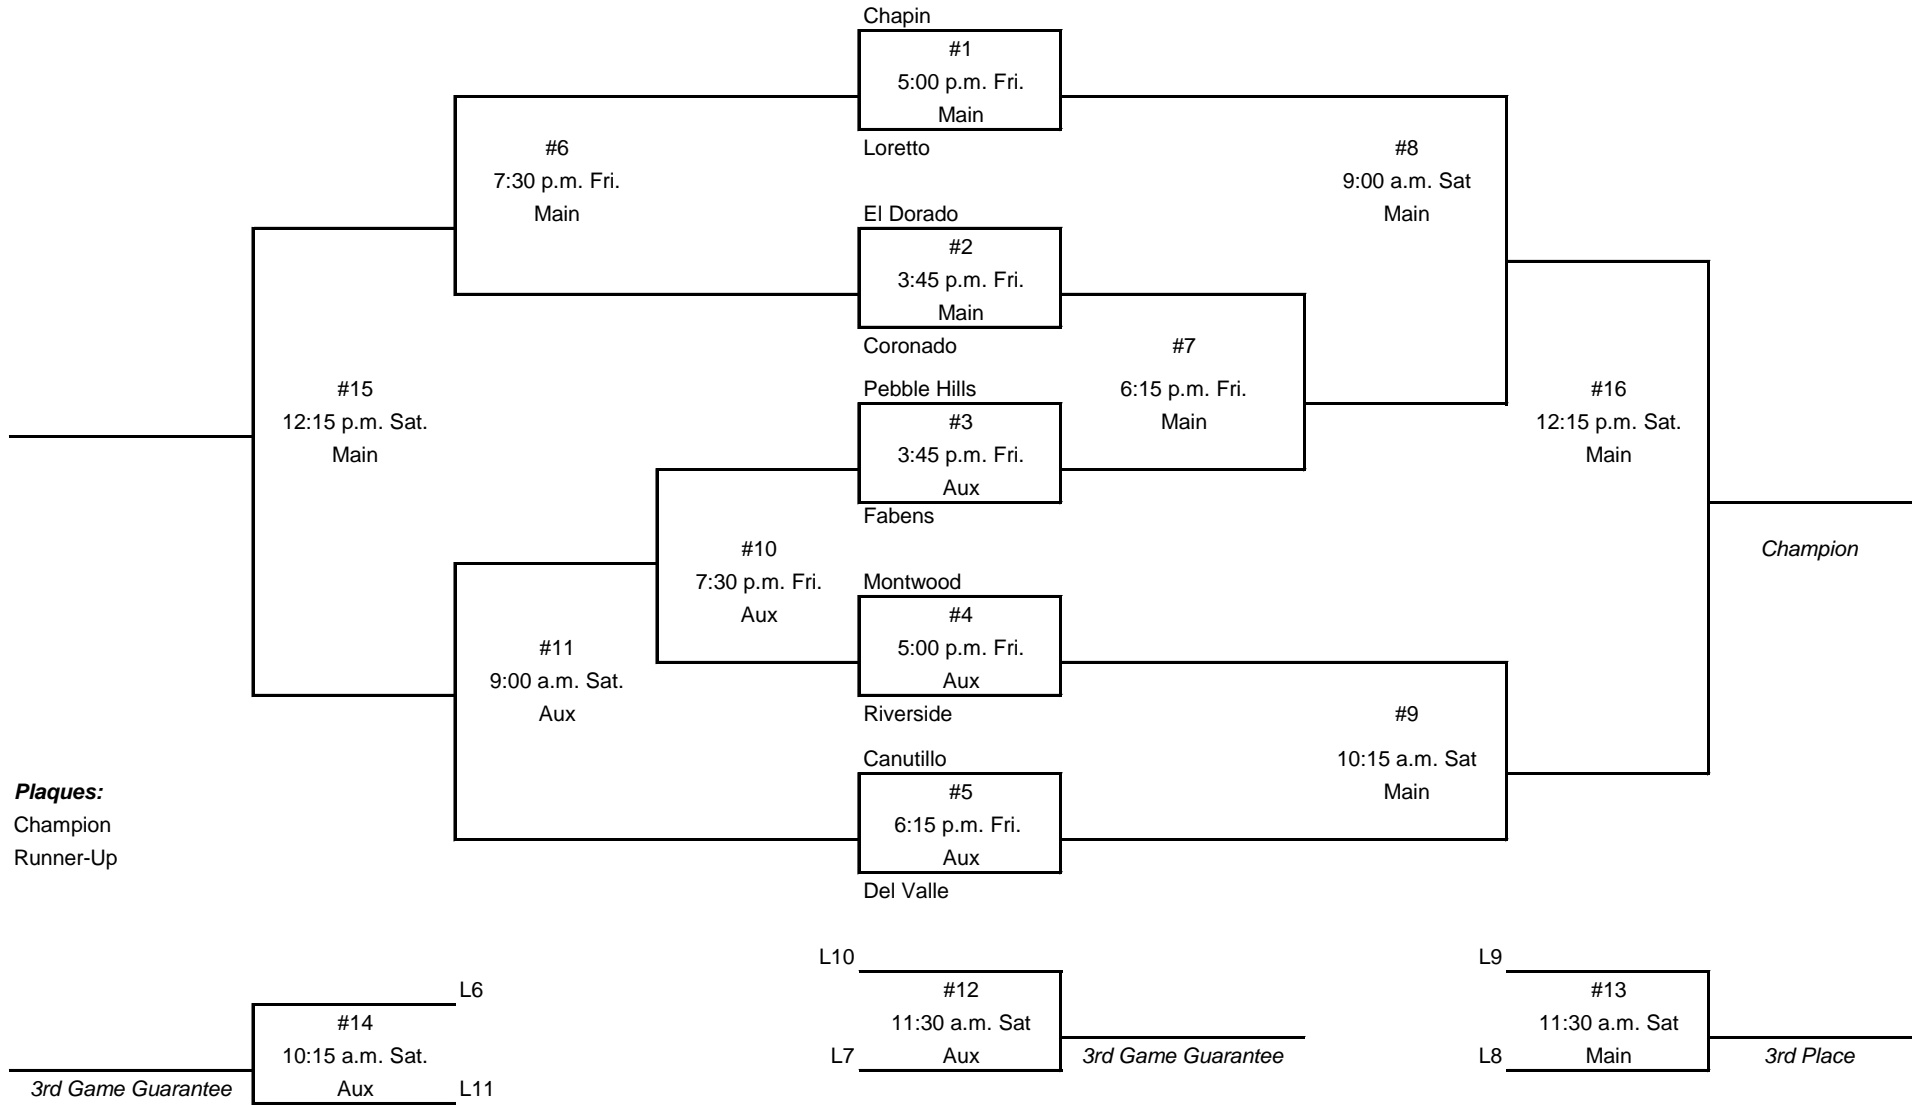 Chapin
#1
5:00 p.m. Fri.
Main
Loretto
#6
7:30 p.m. Fri.
Main
#8
9:00 a.m. Sat
Main
El Dorado
#2
3:45 p.m. Fri.
Main
Coronado
#7
6:15 p.m. Fri.
Main
#15
12:15 p.m. Sat.
Main
Pebble Hills
#3
3:45 p.m. Fri.
Aux
Fabens
#16
12:15 p.m. Sat.
Main
Champion
#10
7:30 p.m. Fri.
Aux
Montwood
#4
5:00 p.m. Fri.
Aux
Riverside
#11
9:00 a.m. Sat.
Aux
#9
10:15 a.m. Sat
Main
Canutillo
#5
6:15 p.m. Fri.
Aux
Del Valle
Plaques:
Champion
Runner-Up
L6
#14
10:15 a.m. Sat.
Aux
L11
3rd Game Guarantee
L10
#12
11:30 a.m. Sat
Aux
L7
3rd Game Guarantee
L9
#13
11:30 a.m. Sat
Main
L8
3rd Place